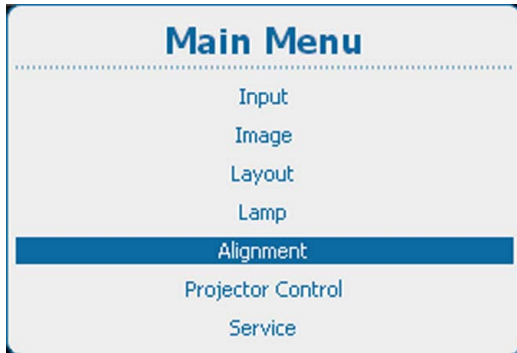 Main Menu
Input
Image
Layout
Lamp
Alignment
Projector Control
Service